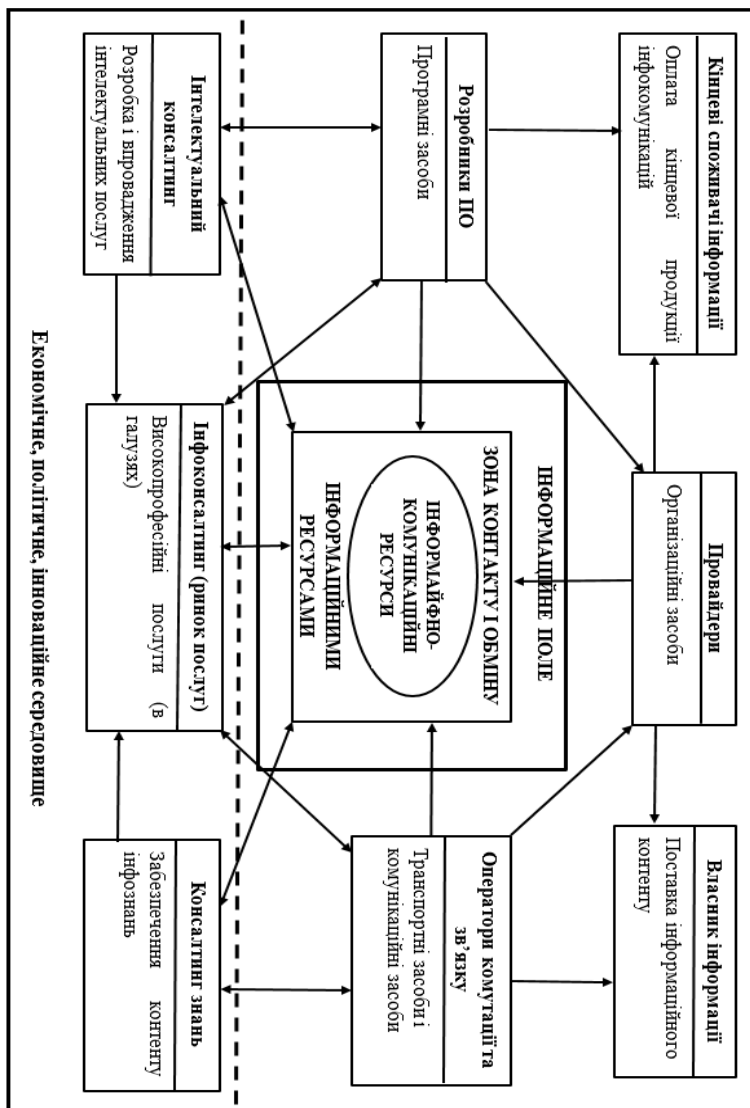 Кінцеві споживачі інформації
Оплата кінцевої продукції
інфокомунікацій
Провайдери
Організаційні засоби
Власник інформації
Поставка інформаційного
контенту
Розробники ПО
Програмні засоби
ІНФОРМАЦІЙНЕ ПОЛЕ
ЗОНА КОНТАКТУ І ОБМІНУ
ІНФОРМАЙФНО-
КОМУНІКАЦІЙНІ
РЕСУРСИ
ІНФОРМАЦІЙНИМИ
РЕСУРСАМИ
Оператори комутації та
зв’язку
Транспортні засоби і
комунікаційні засоби
Інтелектуальний
консалтинг
Розробка і впровадження
інтелектуальних послуг
Інфоконсалтинг (ринок послуг)
Високопрофесійні послуги (в
галузях)
Консалтинг знань
Забезпечення контенту
інфознань
Економічне, політичне, інноваційне середовище